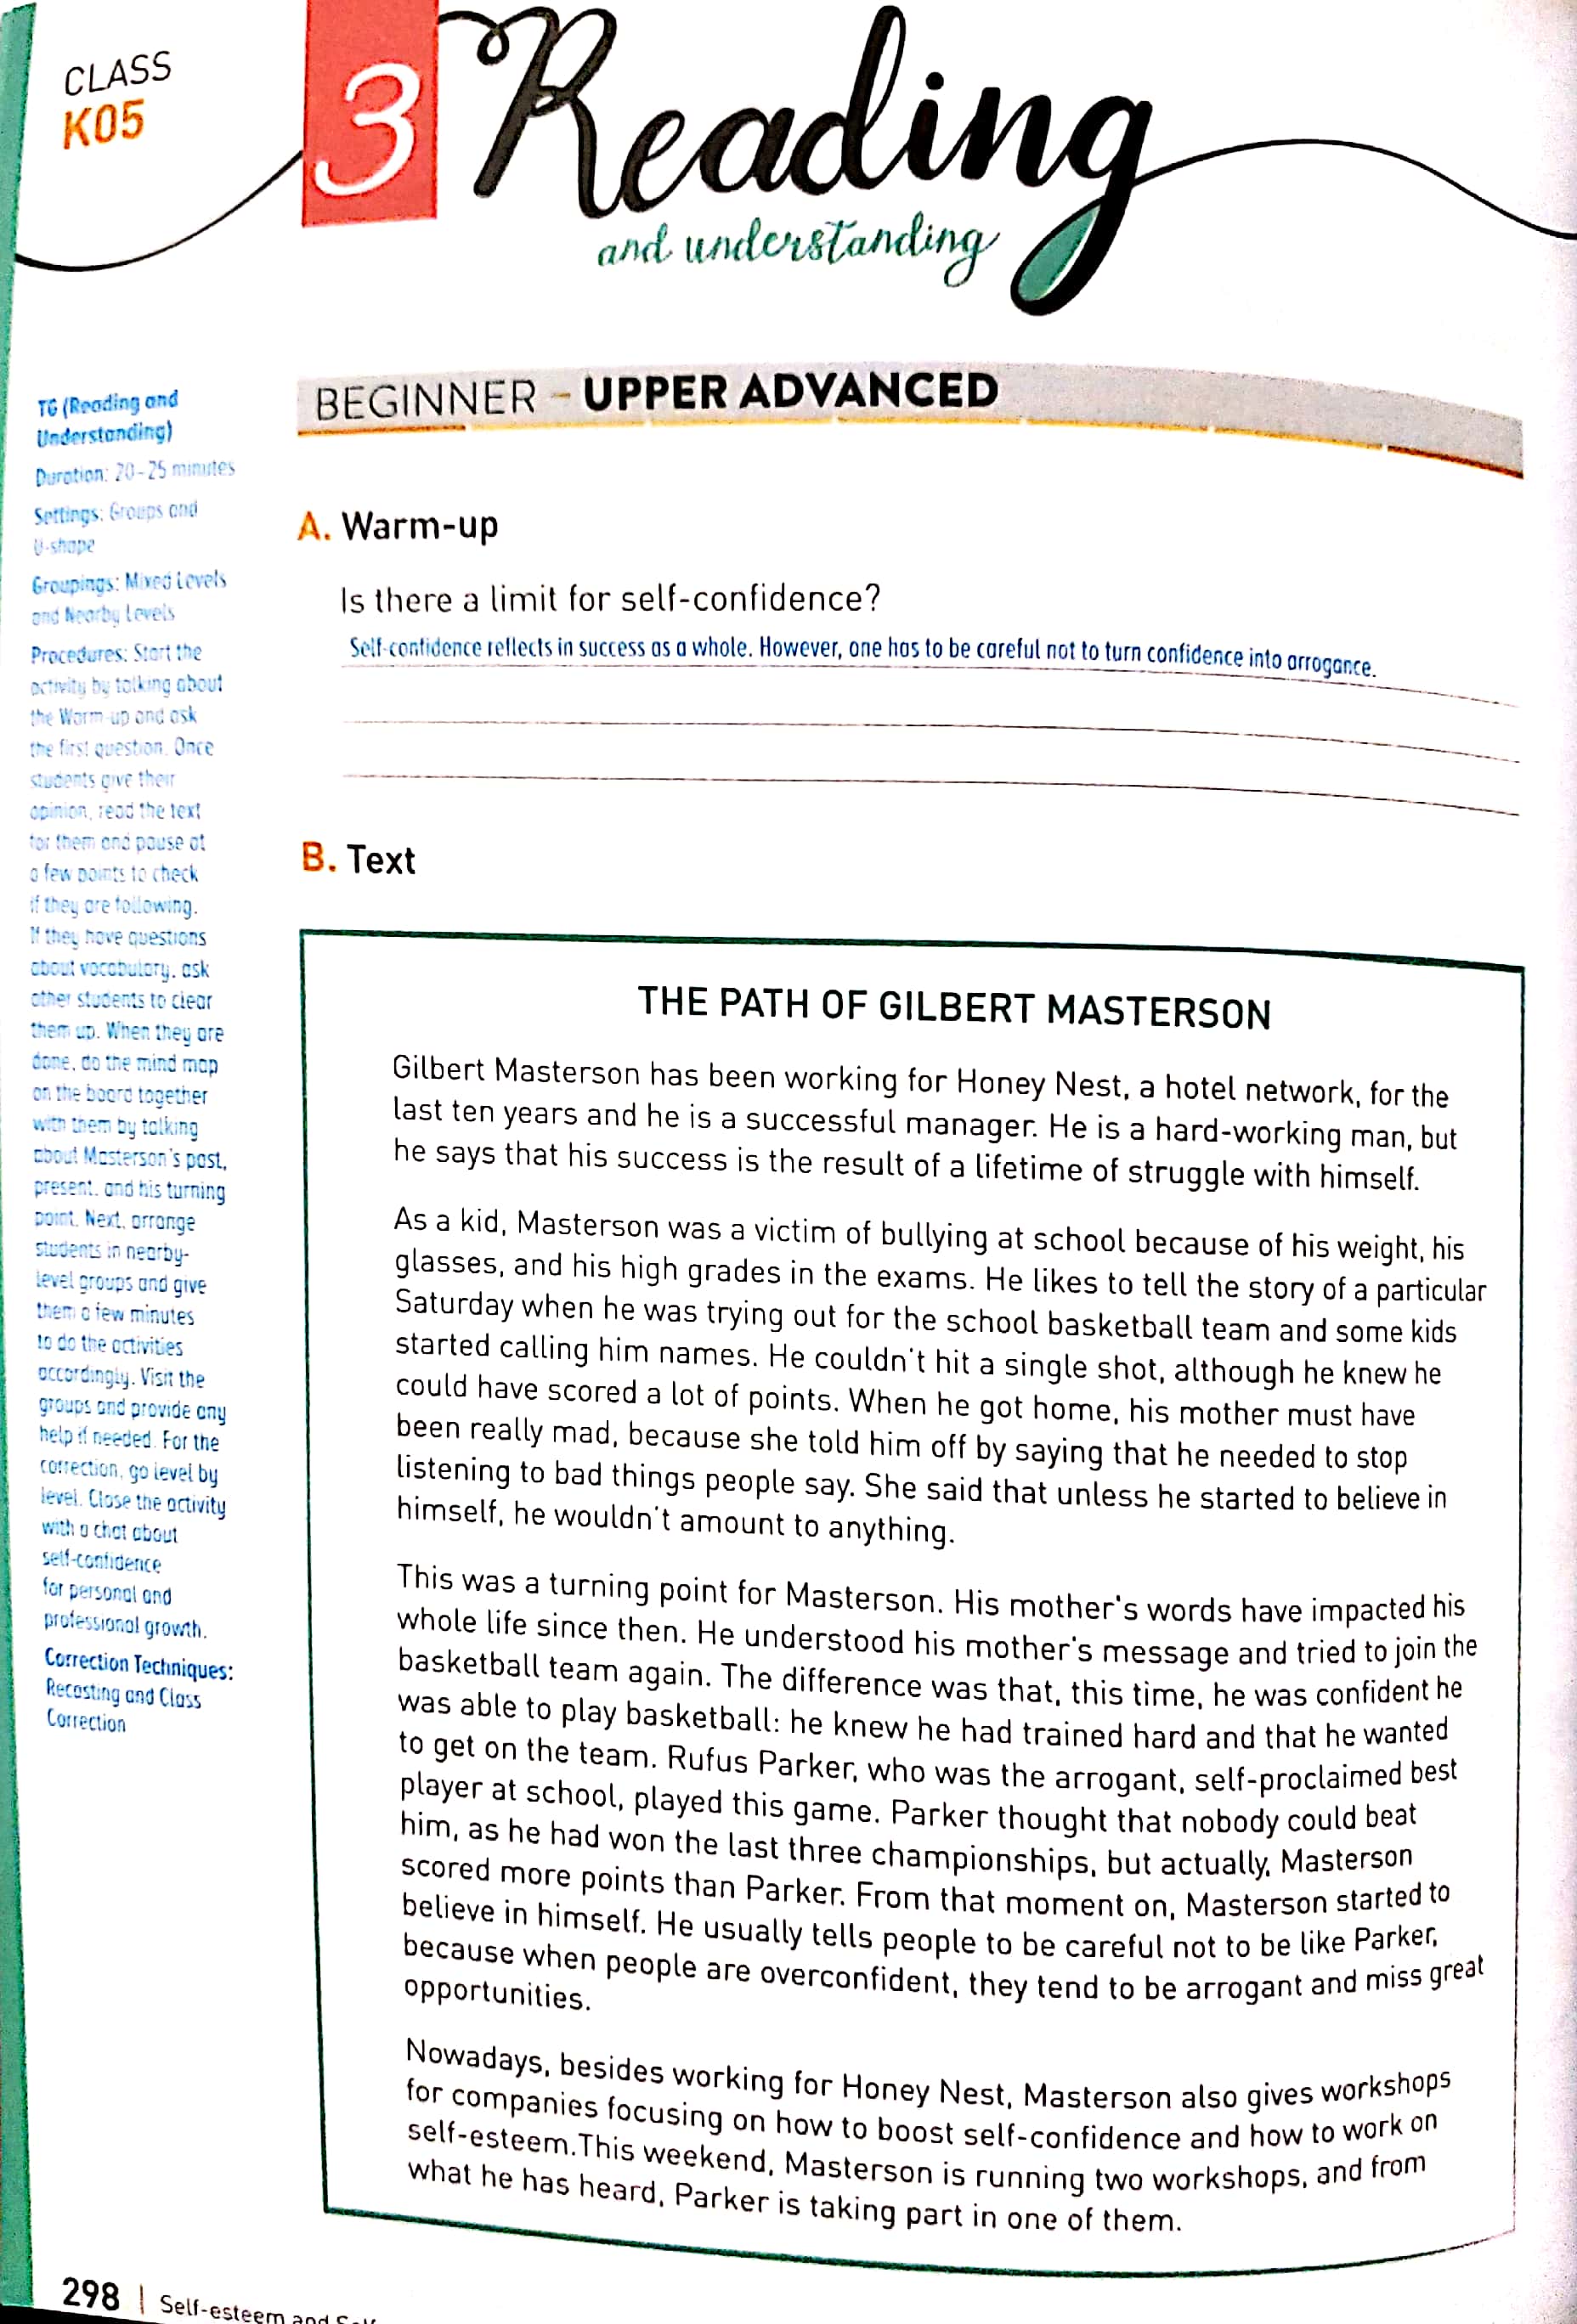 CLASS
K05
3 Reading
and understanding
BEGINNER - UPPER ADVANCED
TG (Reading and
Understanding)
Duration: 20-25 minutes
Settings: Groups and
U-shape
Groupings: Mixed Levels
and Nearby Levels
Procedures: Start the
activity by talking about
the Warm-up and ask
the first question. Once
students give their
opinion, read the text
for them and pause at
a few points to check
if they are following.
If they have questions
about vocabulary, ask
other students to clear
them up. When they are
done, do the mind map
on the board together
with them by talking
about Masterson's past,
present, and his turning
point. Next, arrange
students in nearby-
level groups and give
them a few minutes
to do the activities
accordingly. Visit the
groups and provide any
help if needed. For the
correction, go level by
level. Close the activity
with a chat about
self-confidence
for personal and
professional growth.
Correction Techniques:
Recasting and Class
Correction
A. Warm-up
Is there a limit for self-confidence?
Self-confidence reflects in success as a whole. However, one has to be careful not to turn confidence into arrogance.
B. Text
THE PATH OF GILBERT MASTERSON
Gilbert Masterson has been working for Honey Nest, a hotel network, for the
last ten years and he is a successful manager. He is a hard-working man, but
he says that his success is the result of a lifetime of struggle with himself.
As a kid, Masterson was a victim of bullying at school because of his weight, his
glasses, and his high grades in the exams. He likes to tell the story of a particular
Saturday when he was trying out for the school basketball team and some kids
started calling him names. He couldn't hit a single shot, although he knew he
could have scored a lot of points. When he got home, his mother must have
been really mad, because she told him off by saying that he needed to stop
listening to bad things people say. She said that unless he started to believe in
himself, he wouldn't amount to anything.
This was a turning point for Masterson. His mother's words have impacted his
whole life since then. He understood his mother's message and tried to join the
basketball team again. The difference was that, this time, he was confident he
was able to play basketball: he knew he had trained hard and that he wanted
to get on the team. Rufus Parker, who was the arrogant, self-proclaimed best
player at school, played this game. Parker thought that nobody could beat
him, as he had won the last three championships, but actually, Masterson
scored more points than Parker. From that moment on, Masterson started to
believe in himself. He usually tells people to be careful not to be like Parker,
because when people are overconfident, they tend to be arrogant and miss great
opportunities.
Nowadays, besides working for Honey Nest, Masterson also gives workshops
for companies focusing on how to boost self-confidence and how to work on
self-esteem.This weekend, Masterson is running two workshops, and from
what he has heard, Parker is taking part in one of them.
298 | Self-esteem and